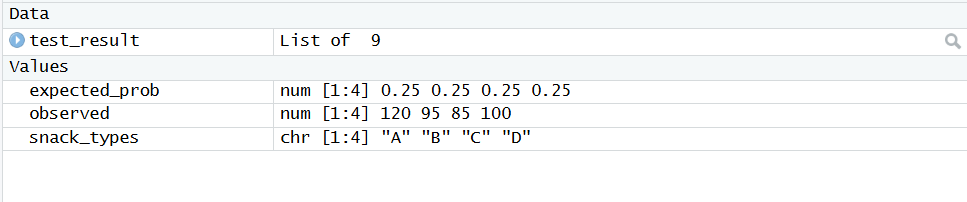 Data
test_result List of  9
Values
expected_prob num [1:4] 0.25 0.25 0.25 0.25
observed num [1:4] 120 95 85 100
snack_types chr [1:4] "A" "B" "C" "D"